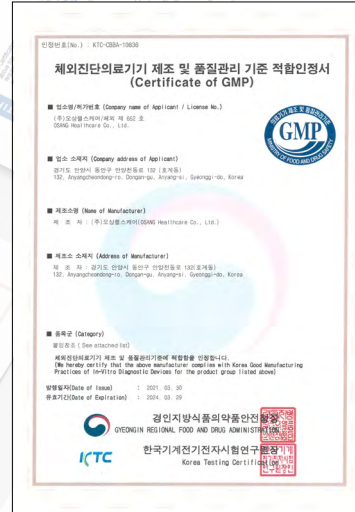 인정번호(No.) : KTC-CBBA-19836
체외진단의료기기 제조 및 품질관리 기준 적합인정서
(Certificate of GMP)
■ 업소명/허가번호 (Company name of Applicant / License No.)
(주)오상헬스케어/체외 제 662 호
OSANG Healthcare Co., Ltd.
GMP
MINISTRY OF FOOD AND DRUG SAFETY
■ 업소 소재지 (Company address of Applicant)
경기도 안양시 동안구 안양천동로 132 (호계동)
132, Anyangcheondong-ro, Dongan-gu, Anyang-si, Gyeonggi-do, Korea
■ 제조소명 (Name of Manufacturer)
제 조 자 : (주)오상헬스케어(OSANG Healthcare Co., Ltd.)
■ 제조소 소재지 (Address of Manufacturer)
제 조 자 : 경기도 안양시 동안구 안양천동로 132(호계동)
132, Anyangcheondong-ro, Dongan-gu, Anyang-si, Gyeonggi-do, Korea
■ 품목군 (Category)
붙임참조 ( See attached list)
체외진단의료기기 제조 및 품질관리기준에 적합함을 인정합니다.
(We hereby certify that the above manufacturer complies with Korea Good Manufacturing
Practices of In-Vitro Diagnostic Devices for the product group listed above)
발행일자(Date of Issue) : 2021. 03. 30
유효기간(Date of Expiration) : 2024. 03. 29
경인지방식품의약품안전청장
GYEONGIN REGIONAL FOOD AND DRUG ADMINISTRATION
KTC
한국기계전기전자시험연구원장
Korea Testing Certification